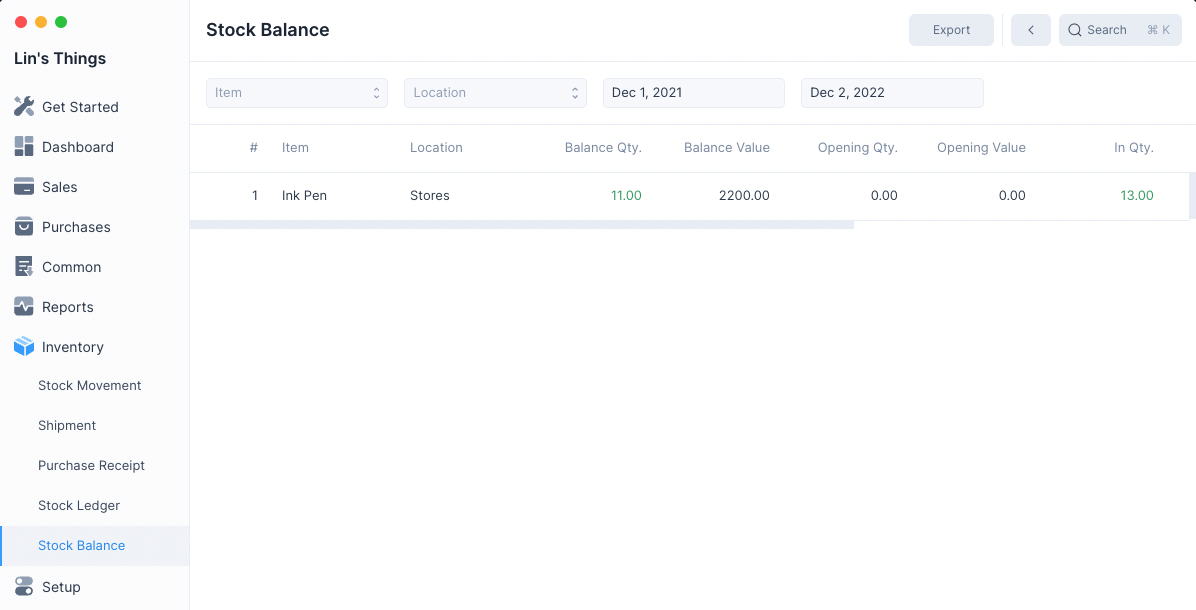 Lin's Things
Get Started
Dashboard
Sales
Purchases
Common
Reports
Inventory
Stock Movement
Shipment
Purchase Receipt
Stock Ledger
Stock Balance
Setup
Stock Balance
Export
Search ⌘ K
Item Location Dec 1, 2021 Dec 2, 2022
# Item Location Balance Qty. Balance Value Opening Qty. Opening Value In Qty.
1 Ink Pen Stores 11.00 2200.00 0.00 0.00 13.00